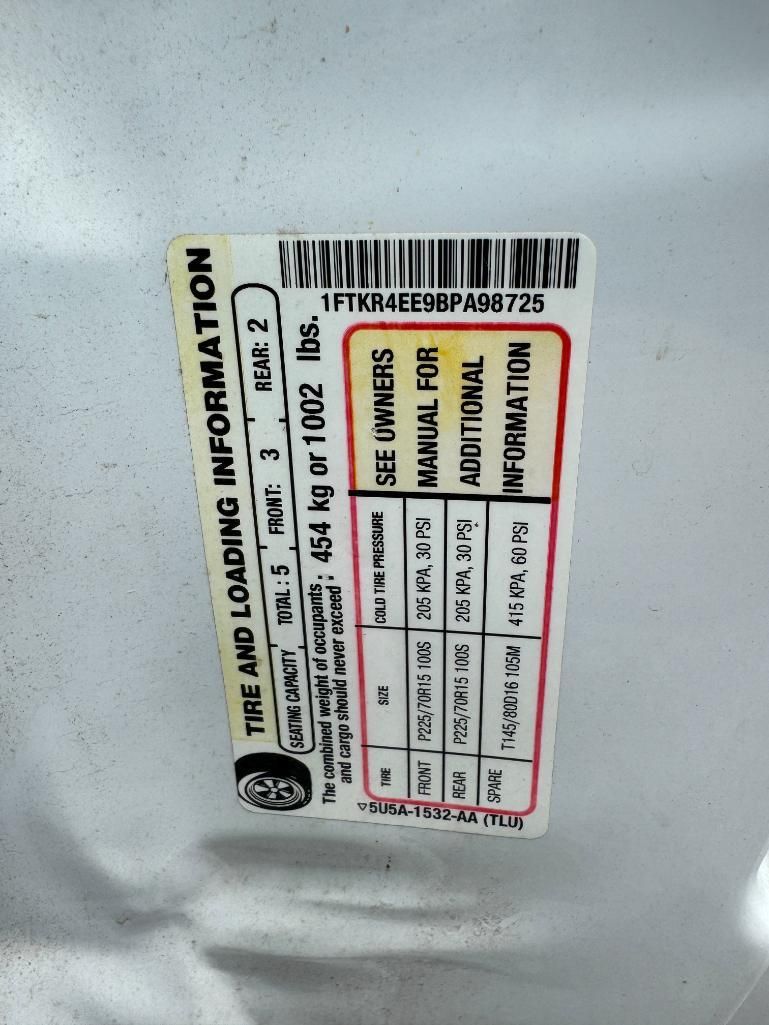 TIRE AND LOADING INFORMATION
SEATING CAPACITY TOTAL : 5 FRONT: 3 REAR: 2
The combined weight of occupants and cargo should never exceed : 454 kg or 1002 lbs.
1FTKR4EE9BPA98725
TIRE SIZE COLD TIRE PRESSURE
FRONT P225/70R15 100S 205 KPA, 30 PSI
REAR P225/70R15 100S 205 KPA, 30 PSI
SPARE T145/80D16 105M 415 KPA, 60 PSI
SEE OWNERS
MANUAL FOR
ADDITIONAL
INFORMATION
▽5U5A-1532-AA (TLU)